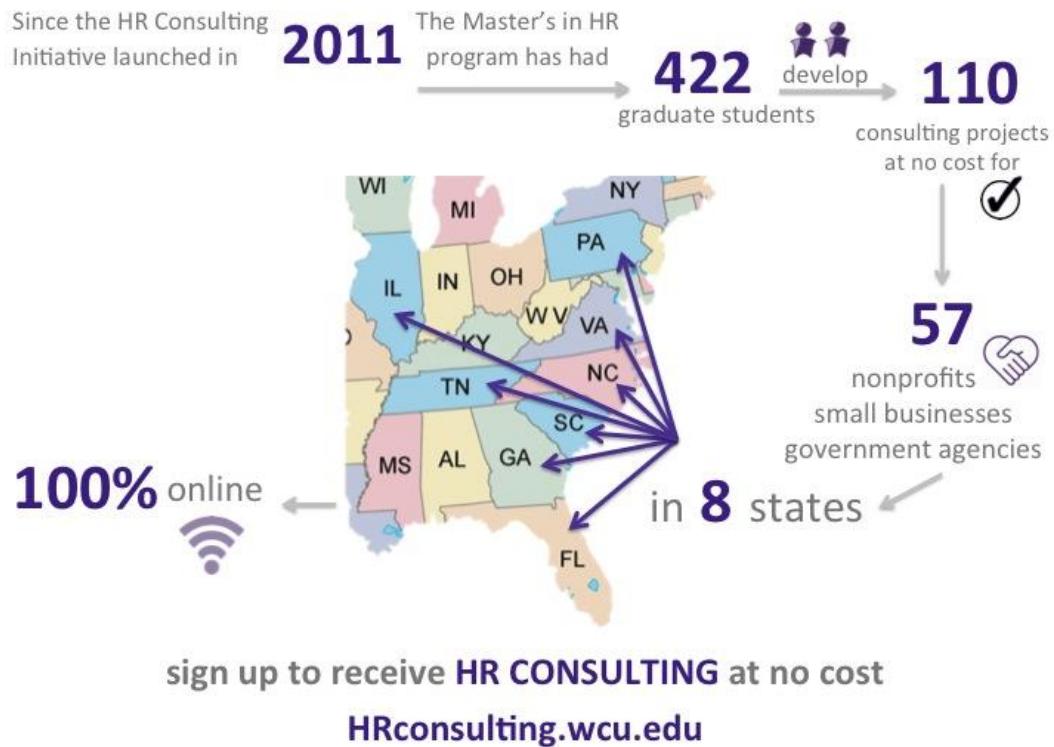 Since the HR Consulting
Initiative launched in
2011
The Master's in HR
program has had
422
graduate students
develop
110
consulting projects
at no cost for
57
nonprofits
small businesses
government agencies
in 8 states
100% online
WI
MI
NY
PA
IL
IN
OH
WV
VA
KY
NC
TN
SC
MS
AL
GA
FL
sign up to receive HR CONSULTING at no cost
HRconsulting.wcu.edu